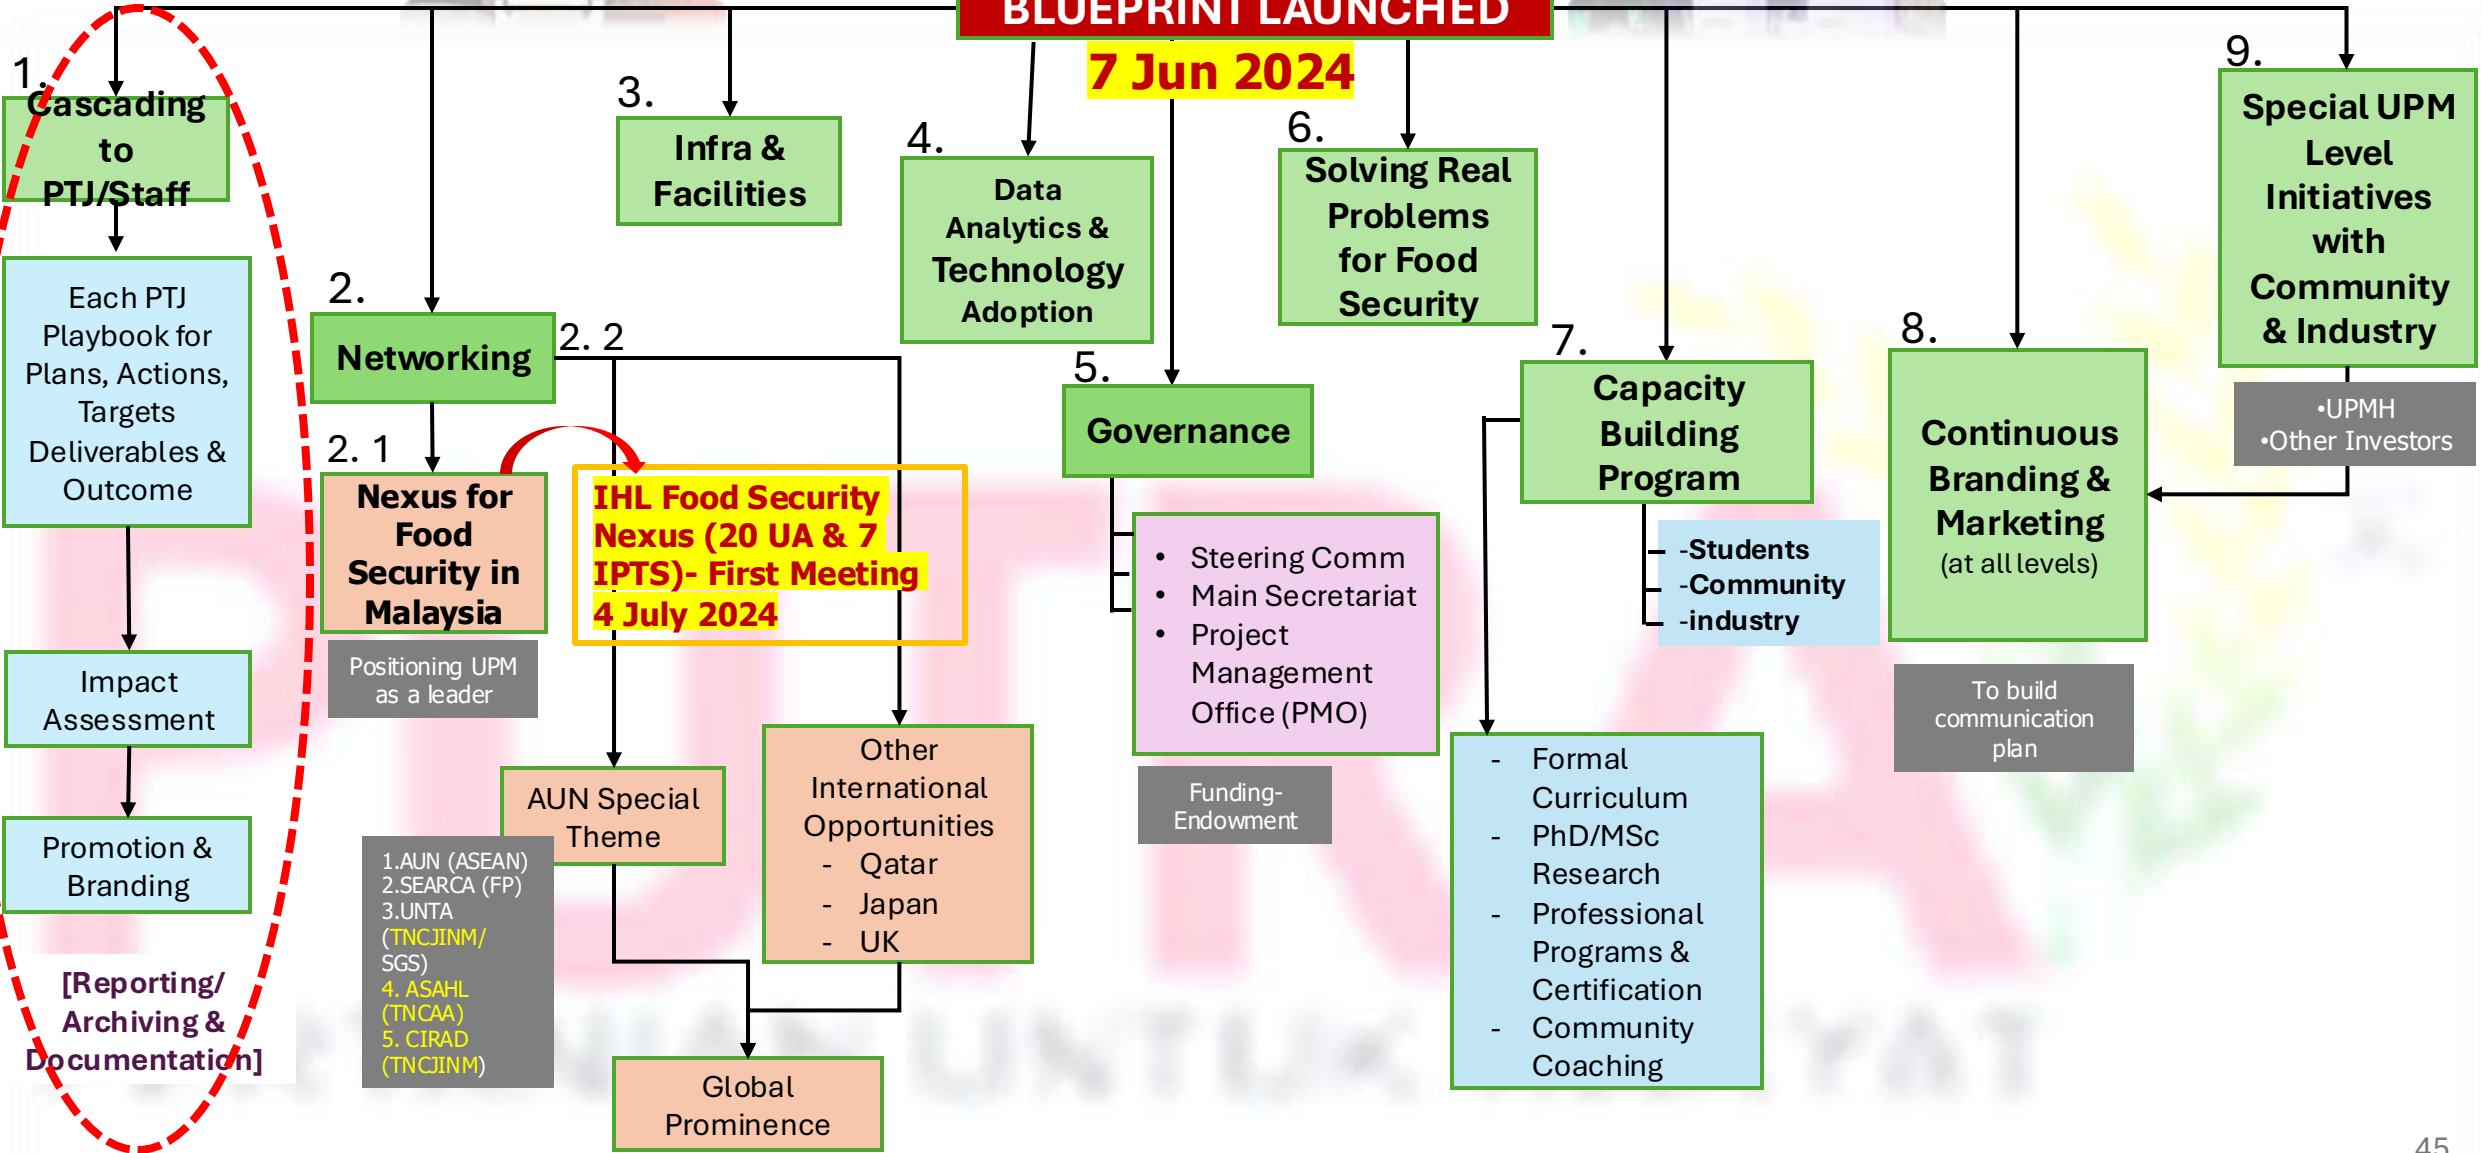 BLUEPRINT LAUNCHED
7 Jun 2024
1.
Cascading
to
PTJ/Staff
Each PTJ
Playbook for
Plans, Actions,
Targets
Deliverables &
Outcome
Impact
Assessment
Promotion &
Branding
[Reporting/
Archiving &
Documentation]
2.
Networking
2. 1
Nexus for
Food
Security in
Malaysia
Positioning UPM
as a leader
2. 2
IHL Food Security
Nexus (20 UA & 7
IPTS)- First Meeting
4 July 2024
AUN Special
Theme
1.AUN (ASEAN)
2.SEARCA (FP)
3.UNTA
(TNCJINM/
SGS)
4. ASAHL
(TNCAA)
5. CIRAD
(TNCJINM)
Other
International
Opportunities
- Qatar
- Japan
- UK
Global
Prominence
3.
Infra &
Facilities
4.
Data
Analytics &
Technology
Adoption
5.
Governance
• Steering Comm
• Main Secretariat
• Project
Management
Office (PMO)
Funding-
Endowment
6.
Solving Real
Problems
for Food
Security
7.
Capacity
Building
Program
-Students
-Community
-industry
- Formal
Curriculum
- PhD/MSc
Research
- Professional
Programs &
Certification
- Community
Coaching
8.
Continuous
Branding &
Marketing
(at all levels)
To build
communication
plan
9.
Special UPM
Level
Initiatives
with
Community
& Industry
•UPMH
•Other Investors
PUTRA
UNTUK
45